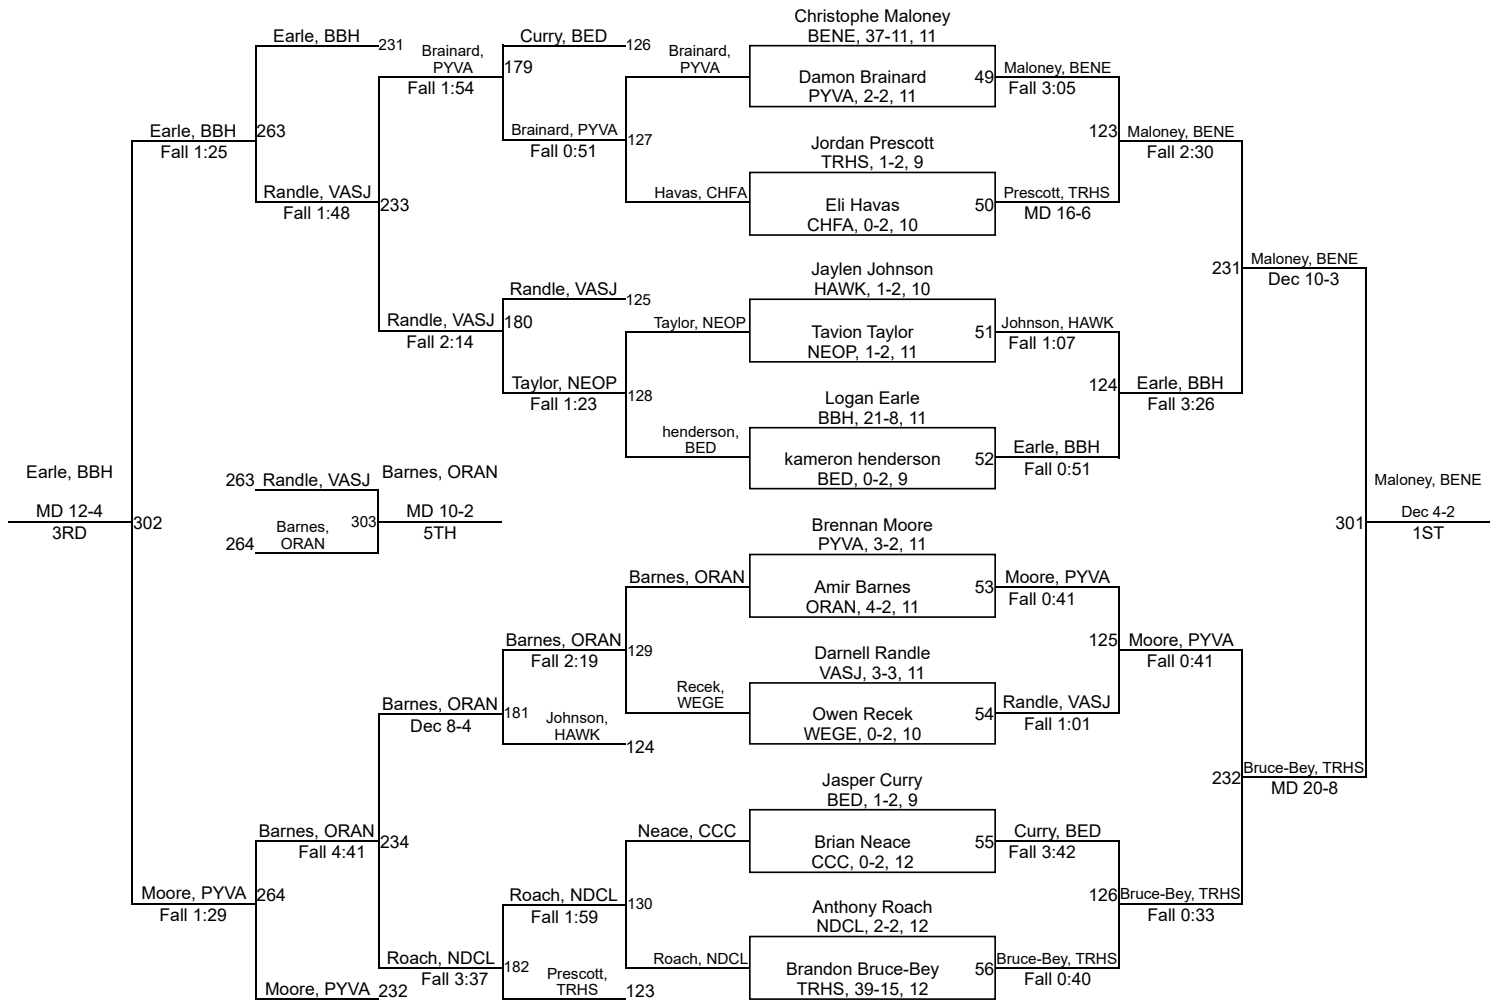 Christophe Maloney
BENE, 37-11, 11
Earle, BBH
231
Curry, BED
126
Brainard,
PYVA
Fall 1:54
179
Brainard,
PYVA
Damon Brainard
PYVA, 2-2, 11
49
Maloney, BENE
Fall 3:05
Earle, BBH
Fall 1:25
263
Brainard, PYVA
Fall 0:51
127
Jordan Prescott
TRHS, 1-2, 9
123
Maloney, BENE
Fall 2:30
Randle, VASJ
Fall 1:48
233
Havas, CHFA
Eli Havas
CHFA, 0-2, 10
50
Prescott, TRHS
MD 16-6
Jaylen Johnson
HAWK, 1-2, 10
231
Maloney, BENE
Dec 10-3
Randle, VASJ
125
Randle, VASJ
Fall 2:14
180
Taylor, NEOP
Tavion Taylor
NEOP, 1-2, 11
51
Johnson, HAWK
Fall 1:07
Taylor, NEOP
Fall 1:23
128
Logan Earle
BBH, 21-8, 11
124
Earle, BBH
Fall 3:26
henderson,
BED
kameron henderson
BED, 0-2, 9
52
Earle, BBH
Fall 0:51
Earle, BBH
MD 12-4
3RD
302
263
Randle, VASJ
Barnes, ORAN
264
Barnes,
ORAN
303
MD 10-2
5TH
Maloney, BENE
301
Dec 4-2
1ST
Brennan Moore
PYVA, 3-2, 11
Barnes, ORAN
Amir Barnes
ORAN, 4-2, 11
53
Moore, PYVA
Fall 0:41
Barnes, ORAN
Fall 2:19
129
Darnell Randle
VASJ, 3-3, 11
125
Moore, PYVA
Fall 0:41
Barnes, ORAN
Dec 8-4
181
Recek,
WEGE
Owen Recek
WEGE, 0-2, 10
54
Randle, VASJ
Fall 1:01
Johnson,
HAWK
124
Jasper Curry
BED, 1-2, 9
232
Bruce-Bey, TRHS
MD 20-8
Barnes, ORAN
Fall 4:41
234
Neace, CCC
Brian Neace
CCC, 0-2, 12
55
Curry, BED
Fall 3:42
Moore, PYVA
Fall 1:29
264
Roach, NDCL
Fall 1:59
130
Anthony Roach
NDCL, 2-2, 12
126
Bruce-Bey, TRHS
Fall 0:33
Roach, NDCL
Fall 3:37
182
Roach, NDCL
Brandon Bruce-Bey
TRHS, 39-15, 12
56
Bruce-Bey, TRHS
Fall 0:40
Moore, PYVA
232
Prescott,
TRHS
123